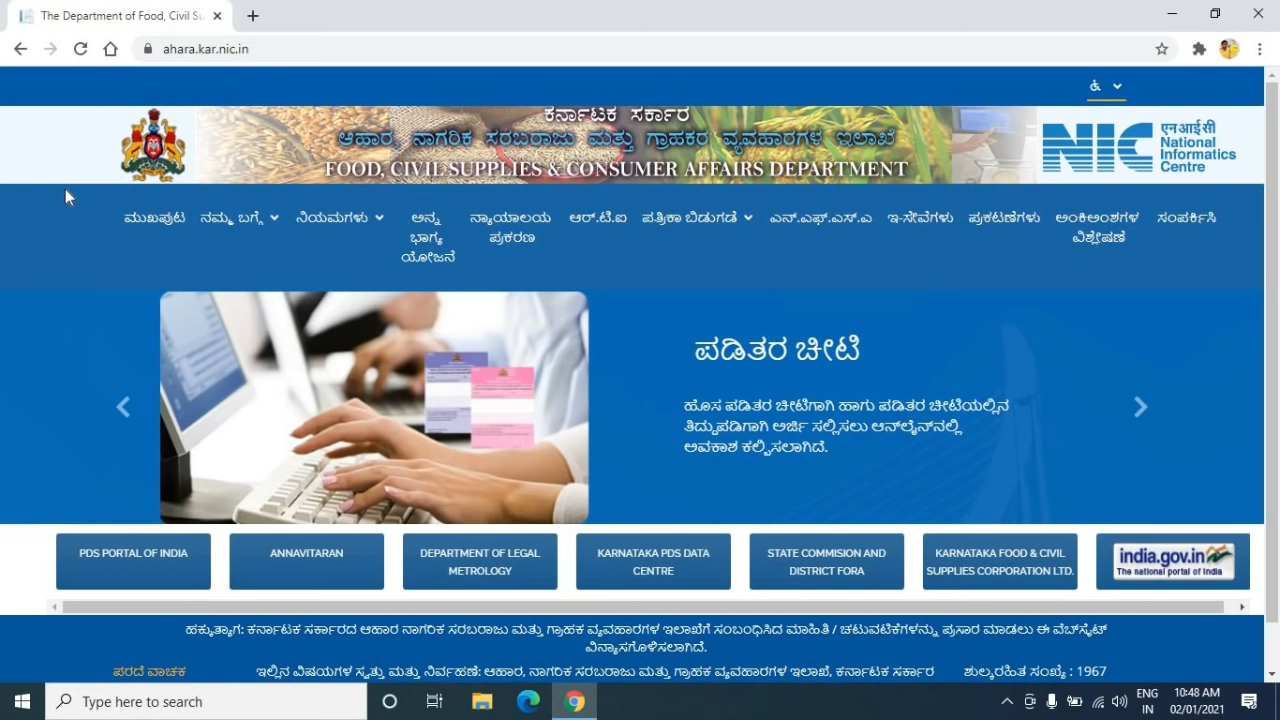 The Department of Food, Civil Su
ahara.kar.nic.in
ಕರ್ನಾಟಕ ಸರ್ಕಾರ
ಆಹಾರ, ನಾಗರಿಕ ಸರಬರಾಜು ಮತ್ತು ಗ್ರಾಹಕರ ವ್ಯವಹಾರಗಳ ಇಲಾಖೆ
FOOD, CIVIL SUPPLIES & CONSUMER AFFAIRS DEPARTMENT
NIC
एन आई सी
National
Informatics
Centre
ಮುಖಪುಟ ನಮ್ಮ ಬಗ್ಗೆ ನಿಯಮಗಳು ಅನ್ನ ನ್ಯಾಯಾಲಯ ಆರ್.ಟಿ.ಐ ಪತ್ರಿಕಾ ಬಿಡುಗಡೆ ಎನ್.ಎಫ್.ಎಸ್.ಎ ಇ-ಸೇವೆಗಳು ಪ್ರಕಟಣೆಗಳು ಅಂಕಿಅಂಶಗಳ ಸಂಪರ್ಕಿಸಿ
ಭಾಗ್ಯ ಪ್ರಕರಣ ವಿಶ್ಲೇಷಣೆ
ಯೋಜನೆ
ಪಡಿತರ ಚೀಟಿ
ಹೊಸ ಪಡಿತರ ಚೀಟಿಗಾಗಿ ಹಾಗು ಪಡಿತರ ಚೀಟಿಯಲ್ಲಿನ
ತಿದ್ದುಪಡಿಗಾಗಿ ಅರ್ಜಿ ಸಲ್ಲಿಸಲು ಆನ್‌ಲೈನ್‌ನಲ್ಲಿ
ಅವಕಾಶ ಕಲ್ಪಿಸಲಾಗಿದೆ.
PDS PORTAL OF INDIA
ANNAVITARAN
DEPARTMENT OF LEGAL
METROLOGY
KARNATAKA PDS DATA
CENTRE
STATE COMMISION AND
DISTRICT FORA
KARNATAKA FOOD & CIVIL
SUPPLIES CORPORATION LTD.
india.gov.in
The national portal of India
ಹಕ್ಕುತ್ಯಾಗ: ಕರ್ನಾಟಕ ಸರ್ಕಾರದ ಆಹಾರ ನಾಗರಿಕ ಸರಬರಾಜು ಮತ್ತು ಗ್ರಾಹಕ ವ್ಯವಹಾರಗಳ ಇಲಾಖೆಗೆ ಸಂಬಂಧಿಸಿದ ಮಾಹಿತಿ / ಚಟುವಟಿಕೆಗಳನ್ನು ಪ್ರಸಾರ ಮಾಡಲು ಈ ವೆಬ್‌ಸೈಟ್
ವಿನ್ಯಾಸಗೊಳಿಸಲಾಗಿದೆ.
ಪರದೆ ವಾಚಕ ಇಲ್ಲಿನ ವಿಷಯಗಳ ಸ್ವತ್ತು ಮತ್ತು ನಿರ್ವಹಣೆ: ಆಹಾರ, ನಾಗರಿಕ ಸರಬರಾಜು ಮತ್ತು ಗ್ರಾಹಕ ವ್ಯವಹಾರಗಳ ಇಲಾಖೆ, ಕರ್ನಾಟಕ ಸರ್ಕಾರ ಶುಲ್ಕರಹಿತ ಸಂಖ್ಯೆ : 1967
Type here to search
ENG
IN
10:48 AM
02/01/2021